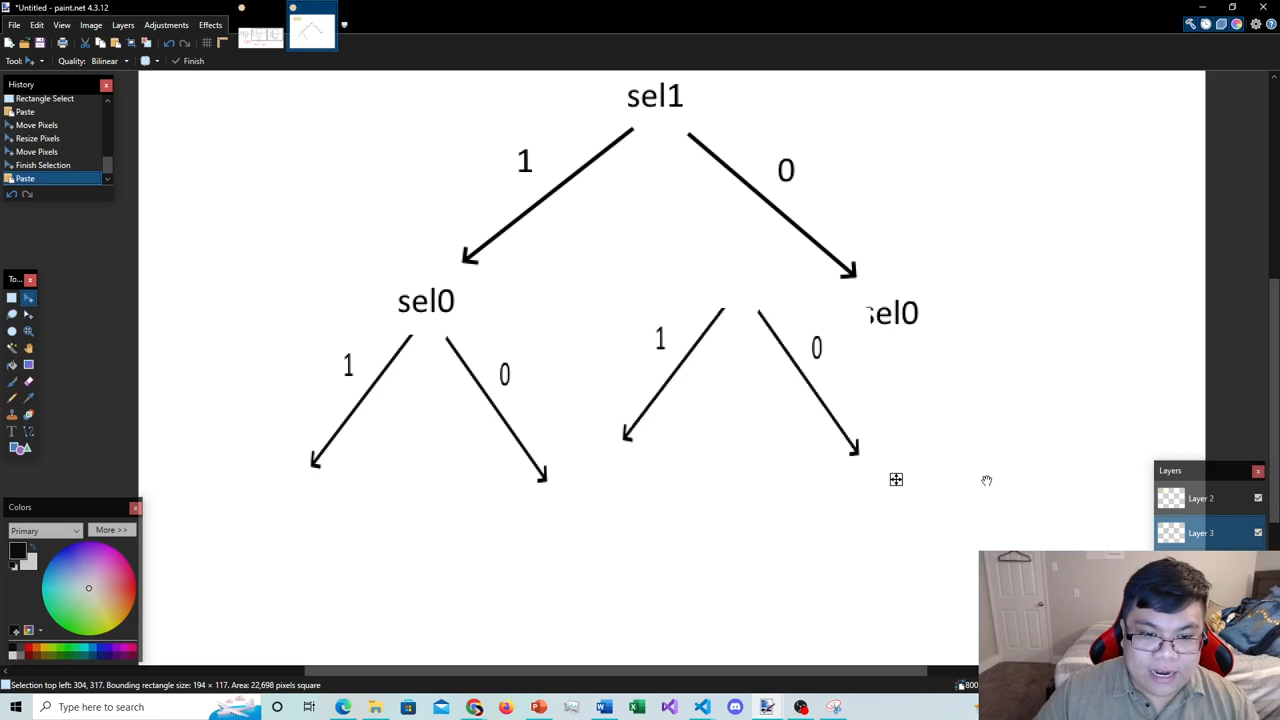 *Untitled - paint.net 4.3.12
File Edit View Image Layers Adjustments Effects
Tool: Quality: Bilinear Finish
History
Rectangle Select
Paste
Move Pixels
Resize Pixels
Move Pixels
Finish Selection
Paste
sel1
1
0
sel0
sel0
1
0
1
0
To...
Colors
Primary
More >>
Layers
Layer 2
Layer 3
Selection top left: 304, 317. Bounding rectangle size: 194 × 117. Area: 22,698 pixels square
800
Type here to search